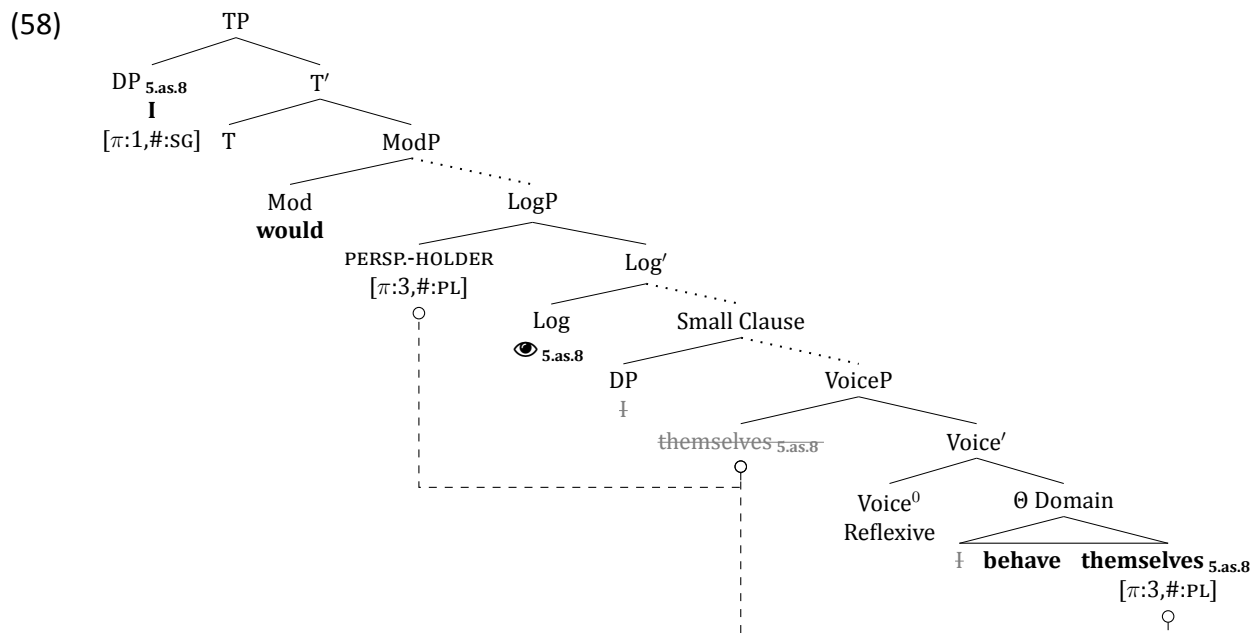 (58)
TP
DP 5.as.8 T′
I
[π:1,#:SG] T ModP
Mod LogP
would
PERSP.-HOLDER Log′
[π:3,#:PL]
Log Small Clause
5.as.8
DP VoiceP
I
themselves 5.as.8 Voice′
Voice⁰ Θ Domain
Reflexive
I behave themselves 5.as.8
[π:3,#:PL]